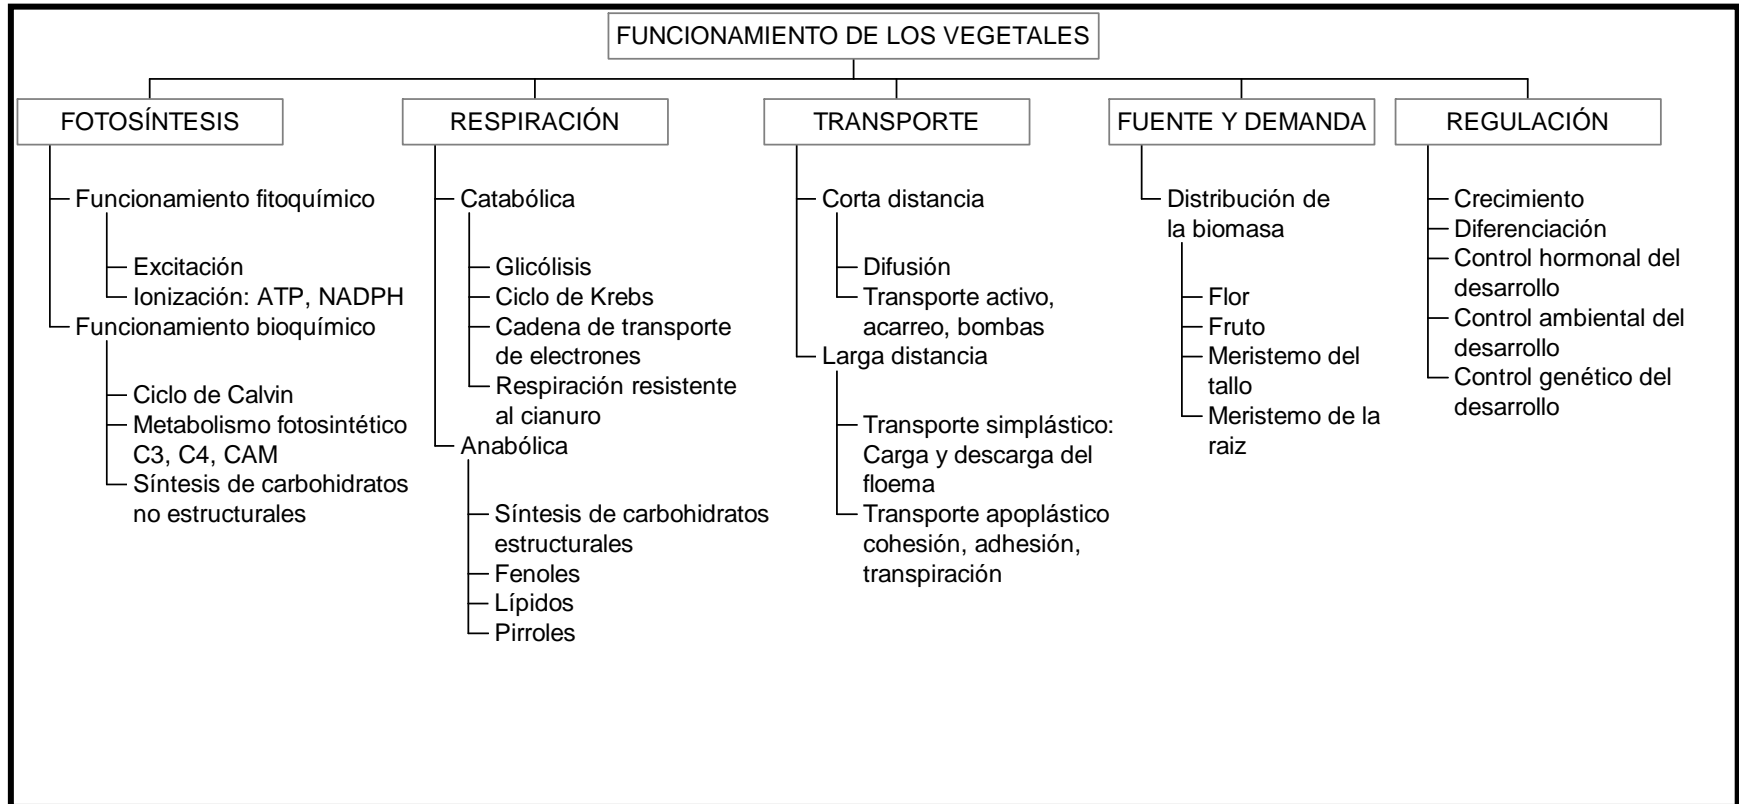 FUNCIONAMIENTO DE LOS VEGETALES
FOTOSÍNTESIS
Funcionamiento fitoquímico
Excitación
Ionización: ATP, NADPH
Funcionamiento bioquímico
Ciclo de Calvin
Metabolismo fotosintético
C3, C4, CAM
Síntesis de carbohidratos
no estructurales
RESPIRACIÓN
Catabólica
Glicólisis
Ciclo de Krebs
Cadena de transporte
de electrones
Respiración resistente
al cianuro
Anabólica
Síntesis de carbohidratos
estructurales
Fenoles
Lípidos
Pirroles
TRANSPORTE
Corta distancia
Difusión
Transporte activo,
acarreo, bombas
Larga distancia
Transporte simplástico:
Carga y descarga del
floema
Transporte apoplástico
cohesión, adhesión,
transpiración
FUENTE Y DEMANDA
Distribución de
la biomasa
Flor
Fruto
Meristemo del
tallo
Meristemo de la
raiz
REGULACIÓN
Crecimiento
Diferenciación
Control hormonal del
desarrollo
Control ambiental del
desarrollo
Control genético del
desarrollo